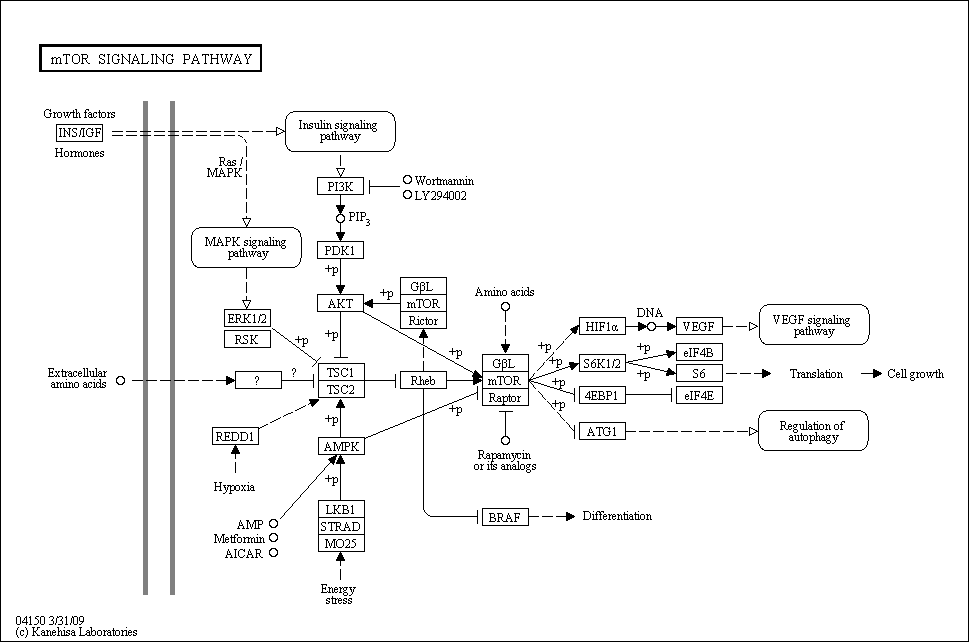 mTOR SIGNALING PATHWAY
Growth factors
INS/IGF
Hormones
Insulin signaling
pathway
Ras /
MAPK
PI3K
Wortmannin
LY294002
PIP3
MAPK signaling
pathway
PDK1
+p
AKT
+p
GβL
mTOR
Rictor
Amino acids
ERK1/2
RSK
+p
+p
+p
GβL
mTOR
Raptor
+p
HIF1α
DNA
VEGF
VEGF signaling
pathway
+p
S6K1/2
+p
eIF4B
+p
S6
Translation
Cell growth
+p
4EBP1
eIF4E
+p
ATG1
Regulation of
autophagy
Extracellular
amino acids
?
?
TSC1
TSC2
Rheb
+p
+p
REDD1
AMPK
Hypoxia
Rapamycin
or its analogs
+p
AMP
Metformin
AICAR
LKB1
STRAD
MO25
BRAF
Differentiation
Energy
stress
04150 3/31/09
(c) Kanehisa Laboratories